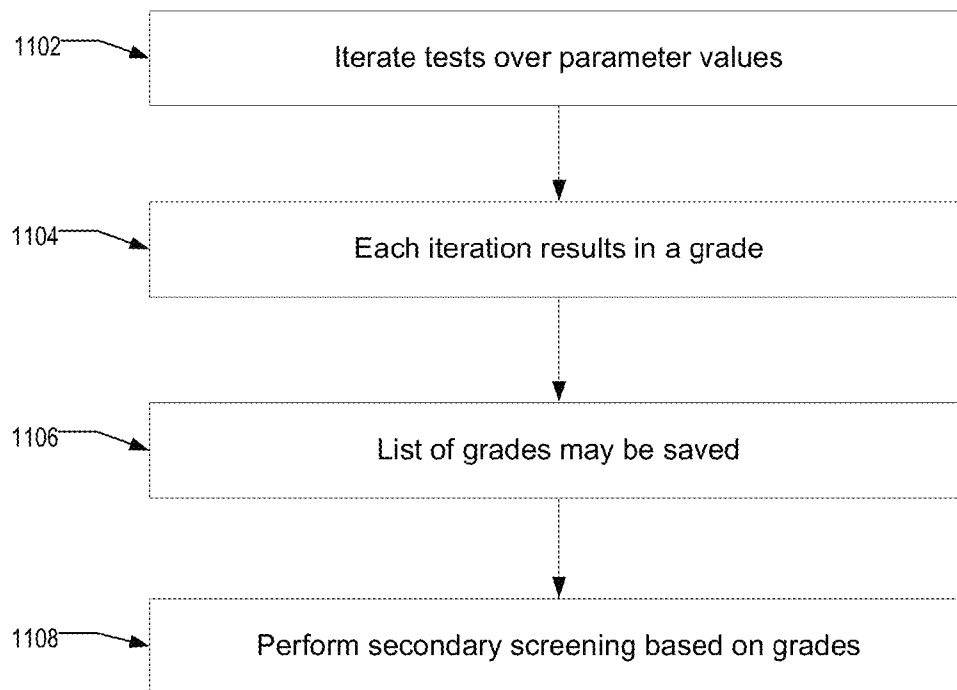 1102
Iterate tests over parameter values
1104
Each iteration results in a grade
1106
List of grades may be saved
1108
Perform secondary screening based on grades